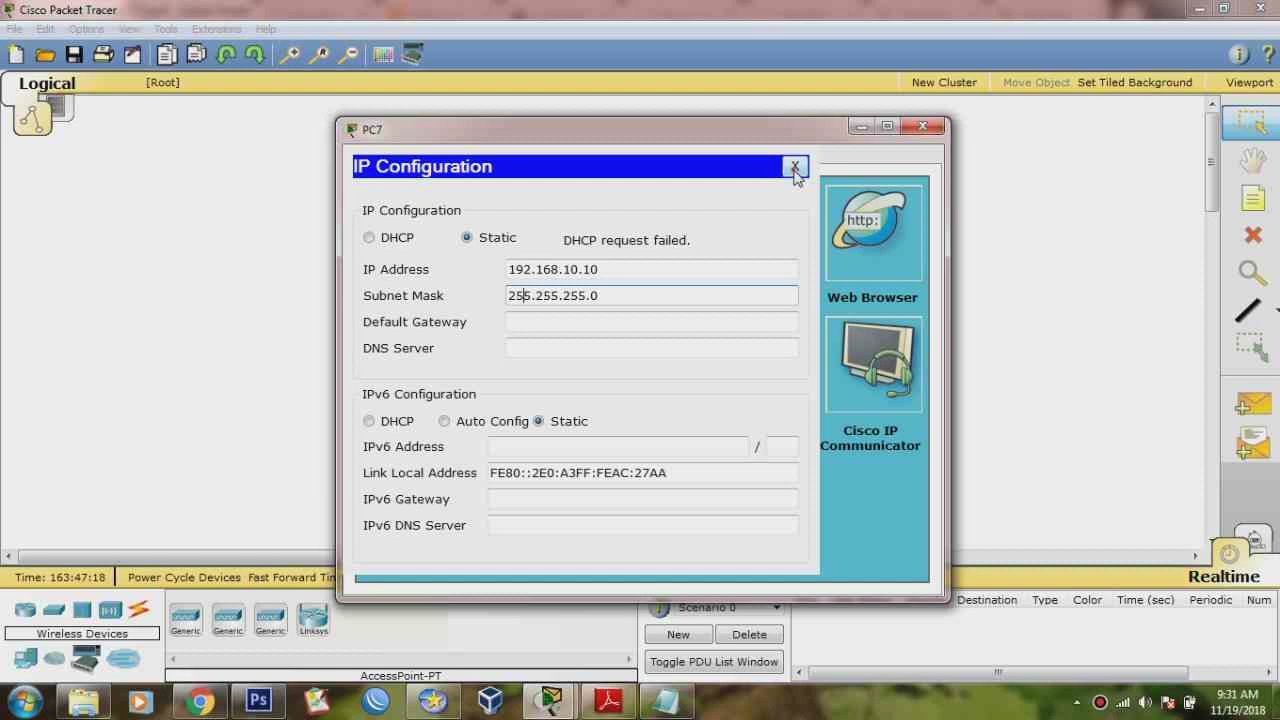 Cisco Packet Tracer
File Edit Options View Tools Extensions Help
Logical
[Root]
New Cluster
Move Object
Set Tiled Background
Viewport
PC7
IP Configuration
X
IP Configuration
DHCP
Static
DHCP request failed.
IP Address
192.168.10.10
Subnet Mask
255.255.255.0
Default Gateway
DNS Server
IPv6 Configuration
DHCP
Auto Config
Static
IPv6 Address
/
Link Local Address
FE80::2E0:A3FF:FEAC:27AA
IPv6 Gateway
IPv6 DNS Server
http:
Web Browser
Cisco IP
Communicator
Time: 163:47:18
Power Cycle Devices Fast Forward Tin
Realtime
Wireless Devices
Generic
Generic
Generic
Linksys
AccessPoint-PT
Scenario 0
New
Delete
Toggle PDU List Window
Destination Type Color Time (sec) Periodic Num
Ps
9:31 AM
11/19/2018